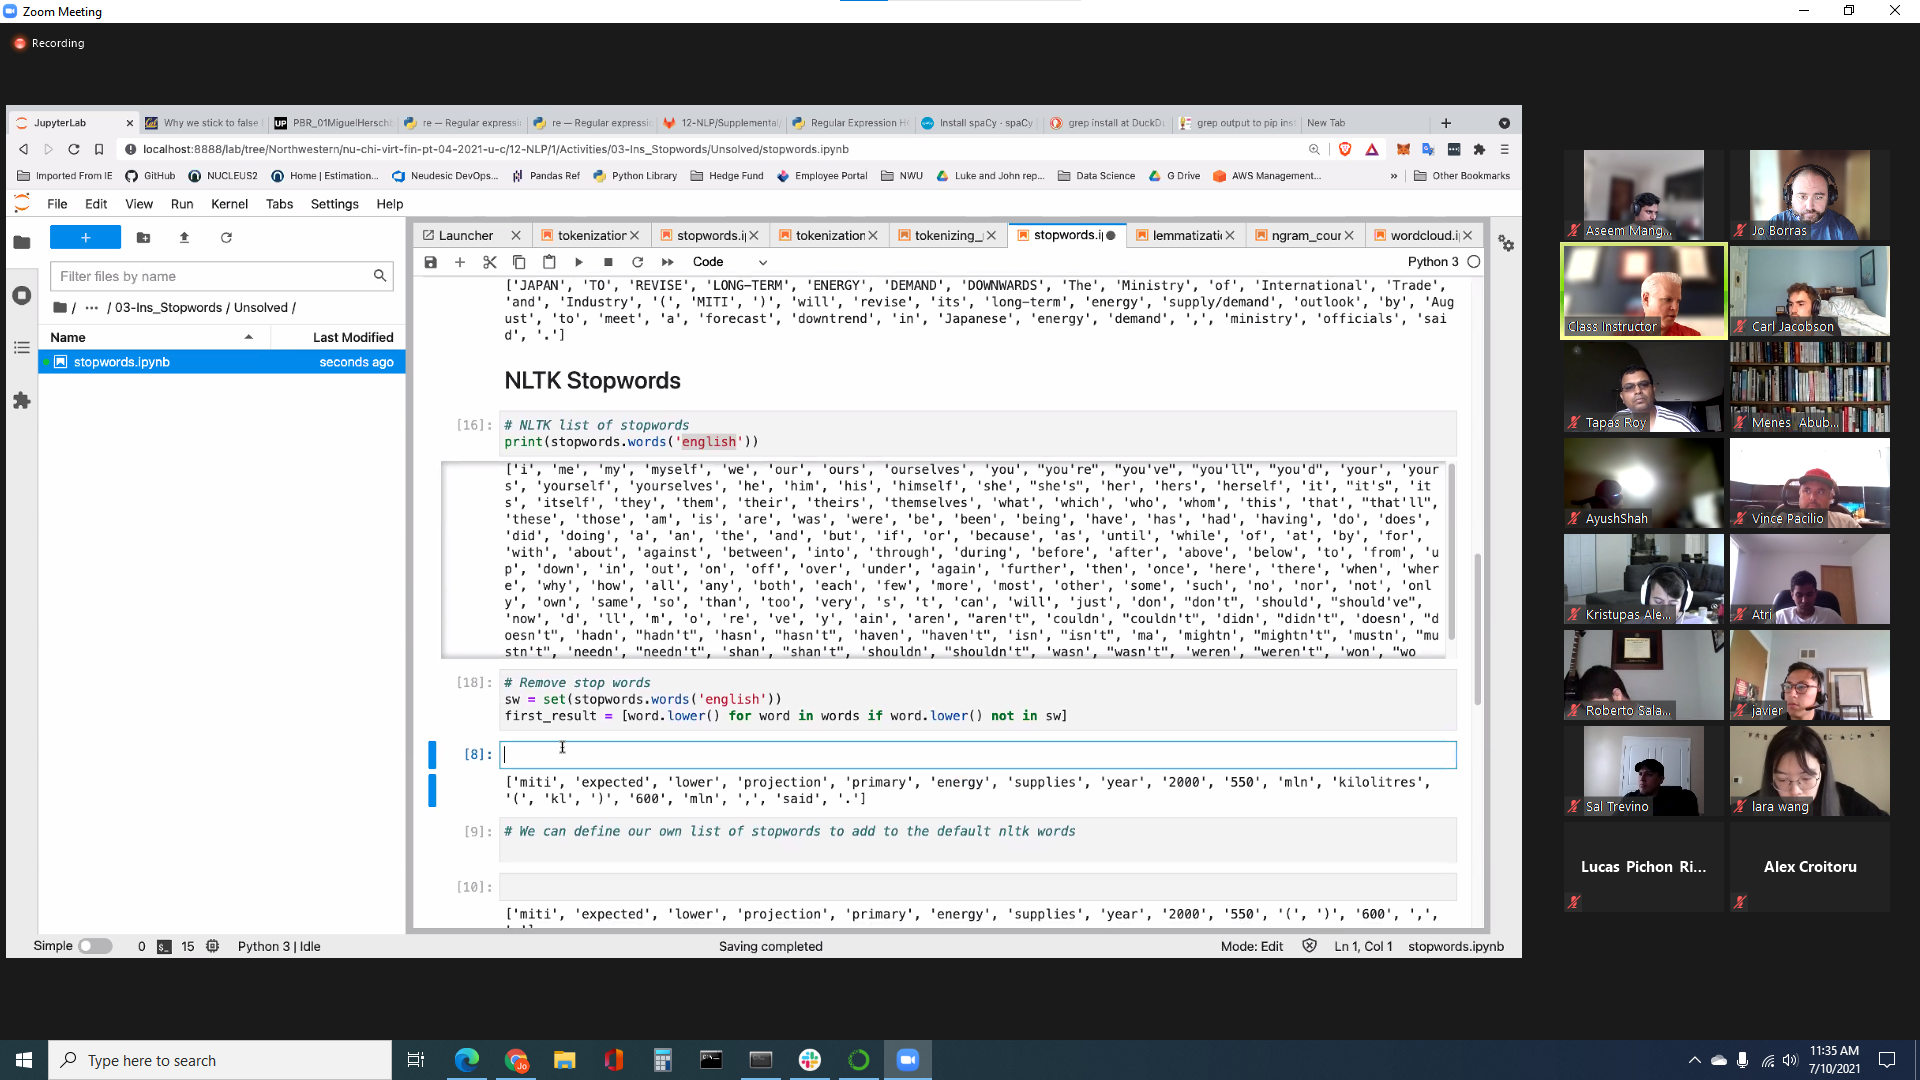 Zoom Meeting
Recording
JupyterLab
Why we stick to false
PBR_01MiguelHerschb
re — Regular expressi
re — Regular expressio
12-NLP/Supplemental/
Regular Expression H
Install spaCy · spaCy
grep install at DuckDu
grep output to pip inst
New Tab
localhost:8888/lab/tree/Northwestern/nu-chi-virt-fin-pt-04-2021-u-c/12-NLP/1/Activities/03-Ins_Stopwords/Unsolved/stopwords.ipynb
Imported From IE GitHub NUCLEUS2 Home | Estimation... Neudesic DevOps... Pandas Ref Python Library Hedge Fund Employee Portal NWU Luke and John rep... Data Science G Drive AWS Management... » Other Bookmarks
File Edit View Run Kernel Tabs Settings Help
Launcher tokenization stopwords.i tokenization tokenizing_ stopwords.i lemmatizati ngram_cour wordcloud.i
Code Python 3
Filter files by name
/ ··· / 03-Ins_Stopwords / Unsolved /
Name Last Modified
stopwords.ipynb seconds ago
['JAPAN', 'TO', 'REVISE', 'LONG-TERM', 'ENERGY', 'DEMAND', 'DOWNWARDS', 'The', 'Ministry', 'of', 'International', 'Trade',
'and', 'Industry', '(', 'MITI', ')', 'will', 'revise', 'its', 'long-term', 'energy', 'supply/demand', 'outlook', 'by', 'Aug
ust', 'to', 'meet', 'a', 'forecast', 'downtrend', 'in', 'Japanese', 'energy', 'demand', ',', 'ministry', 'officials', 'sai
d', '.']
NLTK Stopwords
[16]: # NLTK list of stopwords
print(stopwords.words('english'))
['i', 'me', 'my', 'myself', 'we', 'our', 'ours', 'ourselves', 'you', "you're", "you've", "you'll", "you'd", 'your', 'your
s', 'yourself', 'yourselves', 'he', 'him', 'his', 'himself', 'she', "she's", 'her', 'hers', 'herself', 'it', "it's", 'it
s', 'itself', 'they', 'them', 'their', 'theirs', 'themselves', 'what', 'which', 'who', 'whom', 'this', 'that', "that'll",
'these', 'those', 'am', 'is', 'are', 'was', 'were', 'be', 'been', 'being', 'have', 'has', 'had', 'having', 'do', 'does',
'did', 'doing', 'a', 'an', 'the', 'and', 'but', 'if', 'or', 'because', 'as', 'until', 'while', 'of', 'at', 'by', 'for',
'with', 'about', 'against', 'between', 'into', 'through', 'during', 'before', 'after', 'above', 'below', 'to', 'from', 'u
p', 'down', 'in', 'out', 'on', 'off', 'over', 'under', 'again', 'further', 'then', 'once', 'here', 'there', 'when', 'wher
e', 'why', 'how', 'all', 'any', 'both', 'each', 'few', 'more', 'most', 'other', 'some', 'such', 'no', 'nor', 'not', 'onl
y', 'own', 'same', 'so', 'than', 'too', 'very', 's', 't', 'can', 'will', 'just', 'don', "don't", 'should', "should've",
'now', 'd', 'll', 'm', 'o', 're', 've', 'y', 'ain', 'aren', "aren't", 'couldn', "couldn't", 'didn', "didn't", 'doesn', "d
oesn't", 'hadn', "hadn't", 'hasn', "hasn't", 'haven', "haven't", 'isn', "isn't", 'ma', 'mightn', "mightn't", 'mustn', "mu
stn't", 'needn', "needn't", 'shan', "shan't", 'shouldn', "shouldn't", 'wasn', "wasn't", 'weren', "weren't", 'won', "wo
[18]: # Remove stop words
sw = set(stopwords.words('english'))
first_result = [word.lower() for word in words if word.lower() not in sw]
[8]:
['miti', 'expected', 'lower', 'projection', 'primary', 'energy', 'supplies', 'year', '2000', '550', 'mln', 'kilolitres',
'(', 'kl', ')', '600', 'mln', ',', 'said', '.']
[9]: # We can define our own list of stopwords to add to the default nltk words
[10]:
['miti', 'expected', 'lower', 'projection', 'primary', 'energy', 'supplies', 'year', '2000', '550', '(', ')', '600', ',',
Simple 0 15 Python 3 | Idle Saving completed Mode: Edit Ln 1, Col 1 stopwords.ipynb
Aseem Mang...
Jo Borras
Class Instructor
Carl Jacobson
Tapas Roy
Menes Abub...
AyushShah
Vince Pacilio
Kristupas Ale...
Atri
Roberto Sala...
javier
Sal Trevino
lara wang
Lucas Pichon Ri...
Alex Croitoru
Type here to search
11:35 AM
7/10/2021